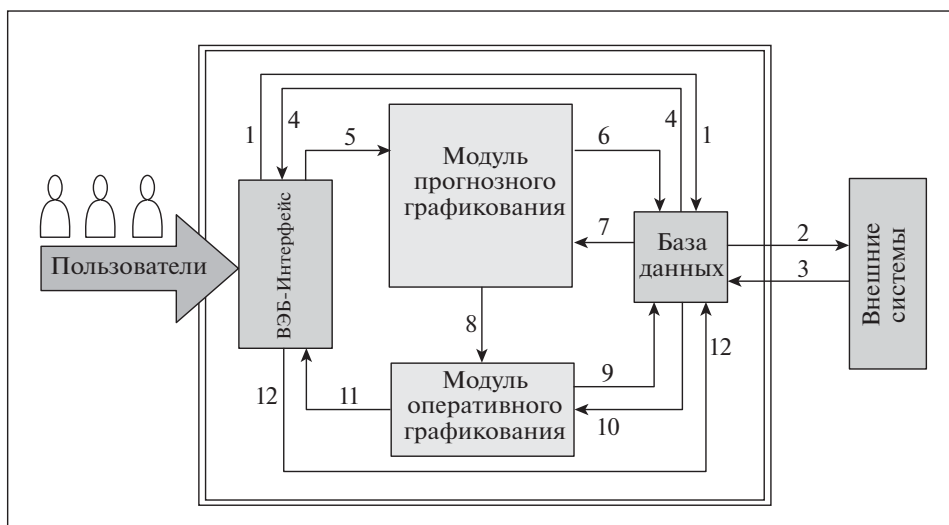 1
4
4
1
5
6
Модуль
прогнозного
графикования
Пользователи
ВЭБ-Интерфейс
7
База
данных
2
3
Внешние
системы
8
12
11
Модуль
оперативного
графикования
9
10
12